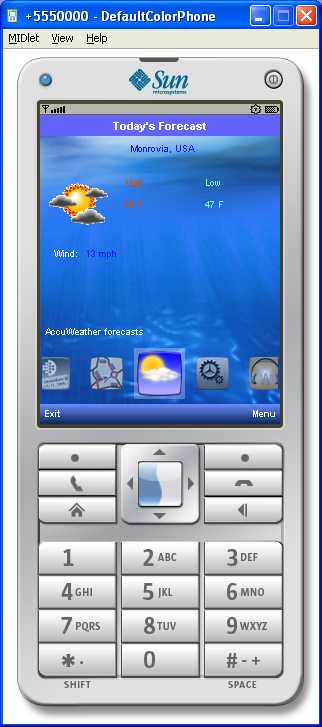 +5550000 - DefaultColorPhone
MIDlet View Help
Sun
microsystems
Today's Forecast
Monrovia, USA
Low
47 F
Wind: 13 mph
AccuWeather forecasts
Exit Menu
1 2 ABC 3 DEF
4 GHI 5 JKL 6 MNO
7 PQRS 8 TUV 9 WXYZ
* . 0 # - +
SHIFT SPACE